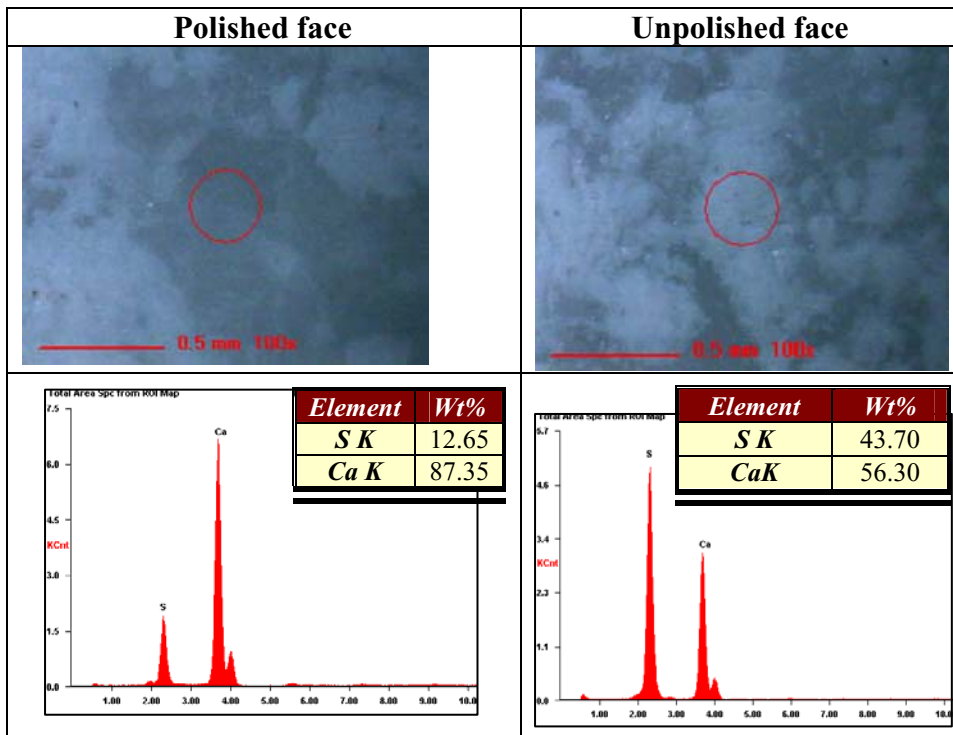 Polished face
Unpolished face
0.5 mm 100x
0.5 mm 100x
Total Area Spc from ROI Map
7.5
6.0
4.5
KCnt
3.0
1.5
0.0
Ca
S
1.00 2.00 3.00 4.00 5.00 6.00 7.00 8.00 9.00 10.0
Element Wt%
S K 12.65
Ca K 87.35
Total Area Spc from ROI Map
5.7
4.6
3.4
KCnt
2.3
1.1
0.0
S
Ca
1.00 2.00 3.00 4.00 5.00 6.00 7.00 8.00 9.00 10.0
Element Wt%
S K 43.70
CaK 56.30